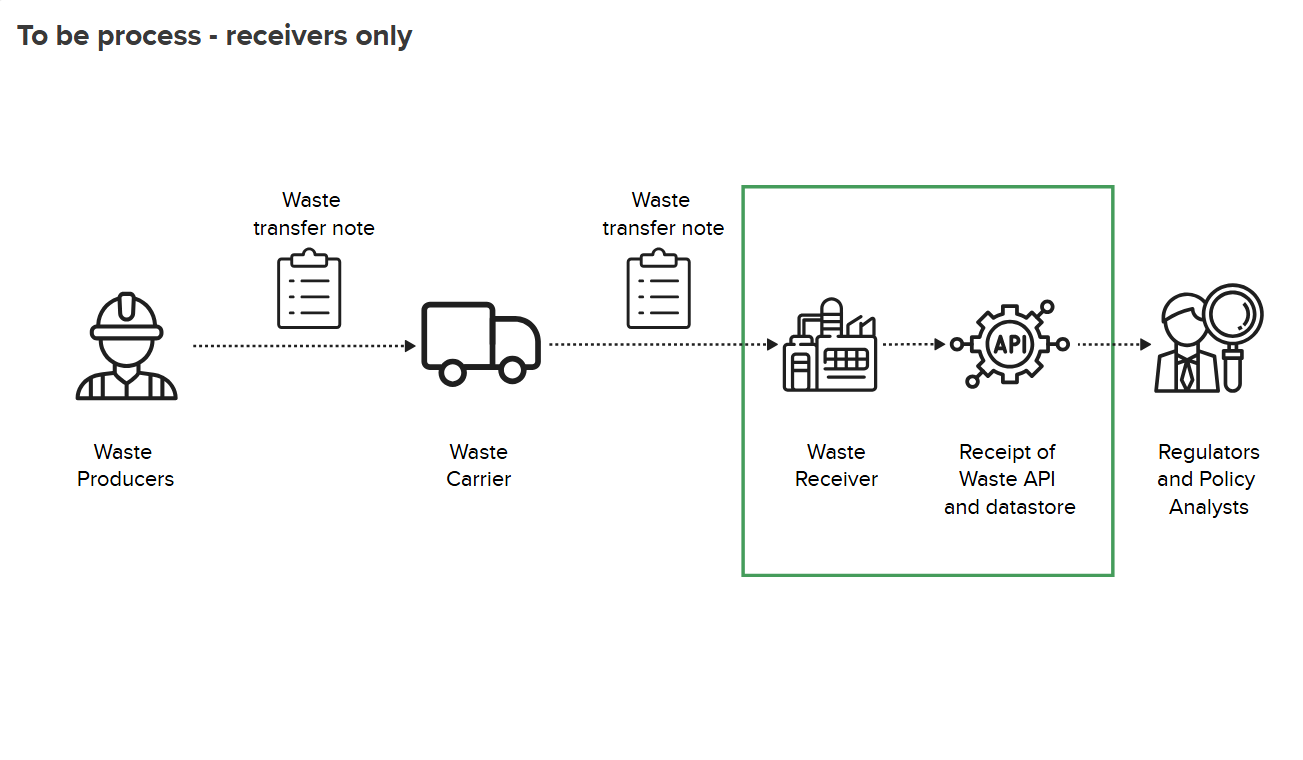 To be process - receivers only
Waste
transfer note
Waste
transfer note
API
Waste
Producers
Waste
Carrier
Waste
Receiver
Receipt of
Waste API
and datastore
Regulators
and Policy
Analysts